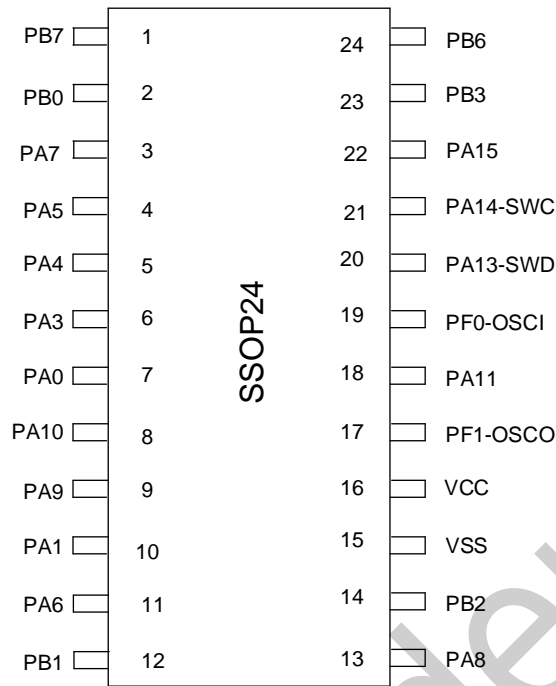 PB7 1 24 PB6
PB0 2 23 PB3
PA7 3 22 PA15
PA5 4 21 PA14-SWC
PA4 5 20 PA13-SWD
PA3 6 19 PF0-OSCI
PA0 7 18 PA11
PA10 8 17 PF1-OSCO
PA9 9 16 VCC
PA1 10 15 VSS
PA6 11 14 PB2
PB1 12 13 PA8
SSOP24